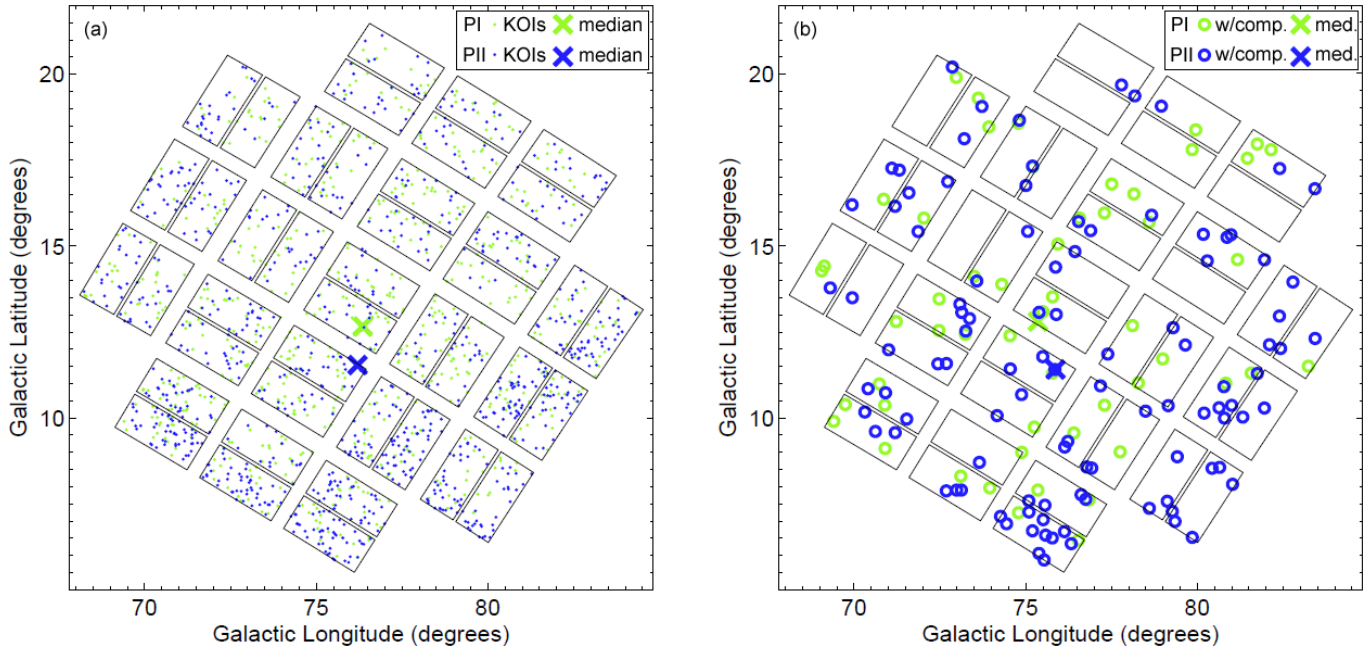 (a)
PI · KOIs × median
PII · KOIs × median
20
15
10
Galactic Latitude (degrees)
70 75 80
Galactic Longitude (degrees)
(b)
PI w/comp. × med.
PII w/comp. × med.
20
15
10
Galactic Latitude (degrees)
70 75 80
Galactic Longitude (degrees)